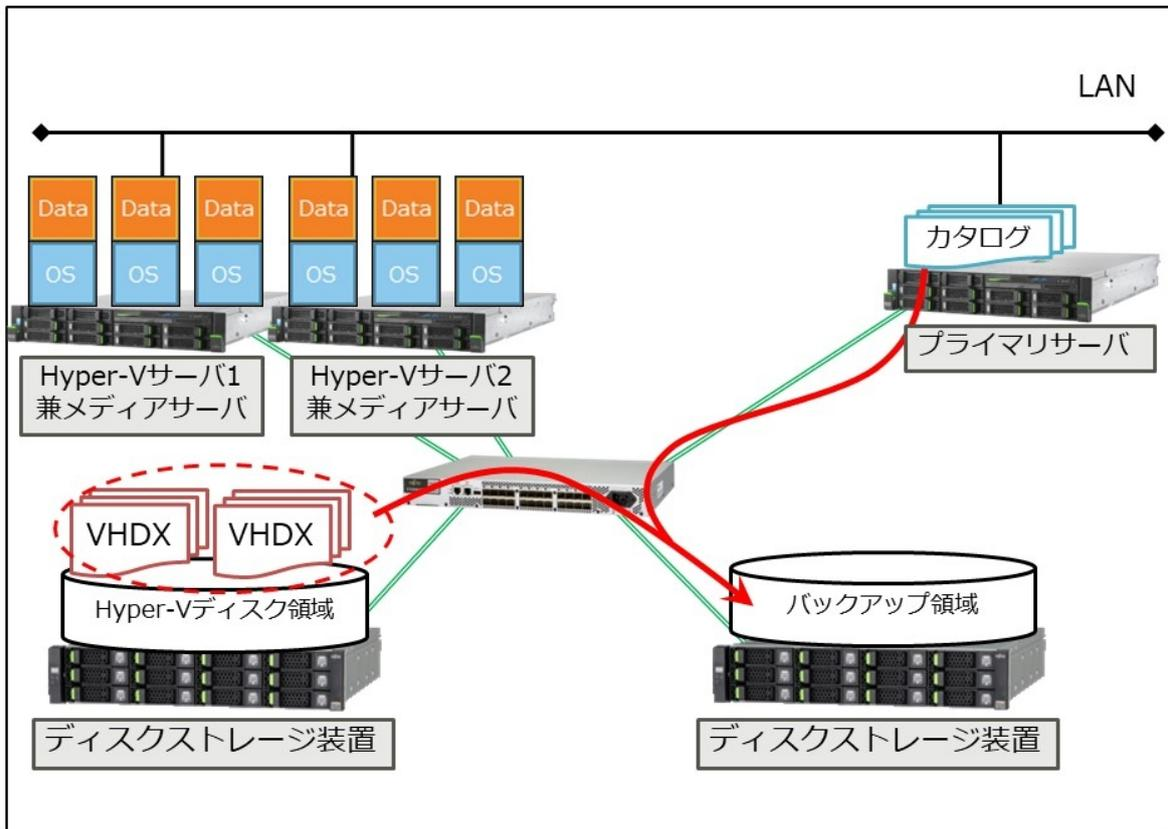 LAN
Data
Data
Data
Data
Data
Data
カタログ
OS
OS
OS
OS
OS
OS
プライマリサーバ
Hyper-Vサーバ1
兼メディアサーバ
Hyper-Vサーバ2
兼メディアサーバ
VHDX
VHDX
Hyper-Vディスク領域
バックアップ領域
ディスクストレージ装置
ディスクストレージ装置